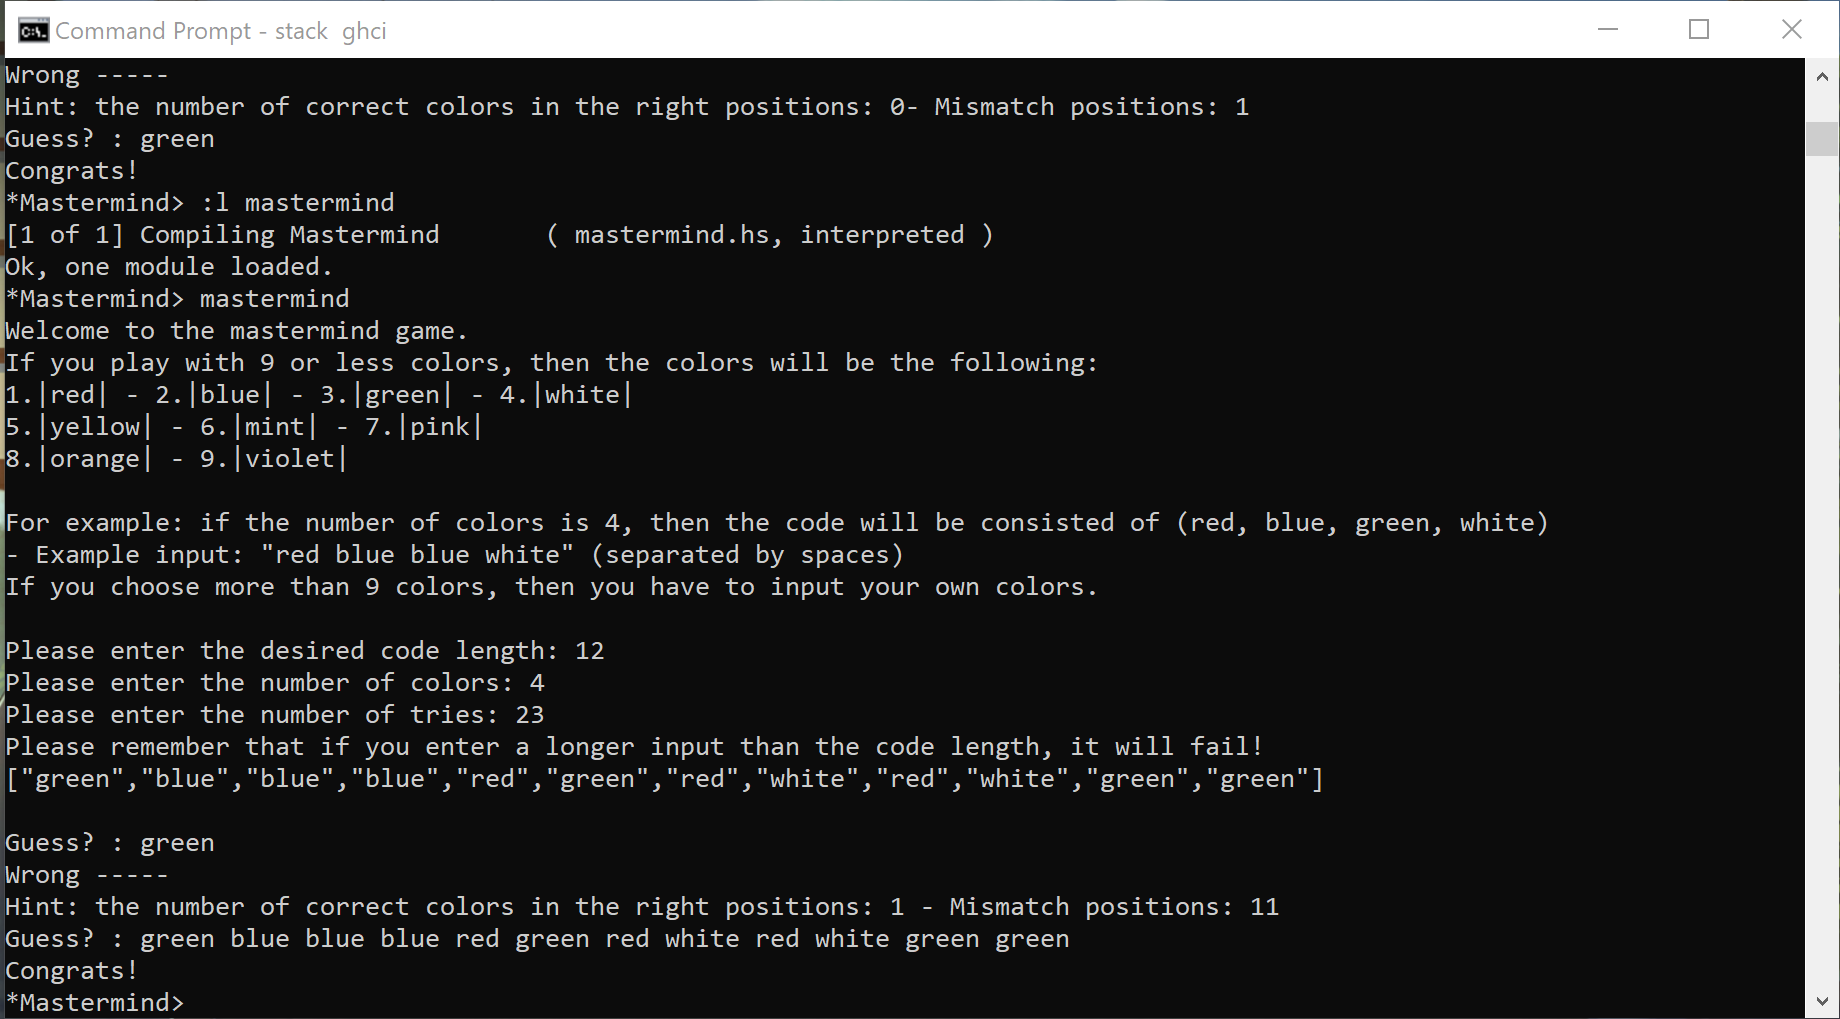 Command Prompt - stack  ghci
Wrong -----
Hint: the number of correct colors in the right positions: 0- Mismatch positions: 1
Guess? : green
Congrats!
*Mastermind> :l mastermind
[1 of 1] Compiling Mastermind       ( mastermind.hs, interpreted )
Ok, one module loaded.
*Mastermind> mastermind
Welcome to the mastermind game.
If you play with 9 or less colors, then the colors will be the following:
1.|red| - 2.|blue| - 3.|green| - 4.|white|
5.|yellow| - 6.|mint| - 7.|pink|
8.|orange| - 9.|violet|
For example: if the number of colors is 4, then the code will be consisted of (red, blue, green, white)
- Example input: "red blue blue white" (separated by spaces)
If you choose more than 9 colors, then you have to input your own colors.
Please enter the desired code length: 12
Please enter the number of colors: 4
Please enter the number of tries: 23
Please remember that if you enter a longer input than the code length, it will fail!
["green","blue","blue","blue","red","green","red","white","red","white","green","green"]
Guess? : green
Wrong -----
Hint: the number of correct colors in the right positions: 1 - Mismatch positions: 11
Guess? : green blue blue blue red green red white red white green green
Congrats!
*Mastermind>